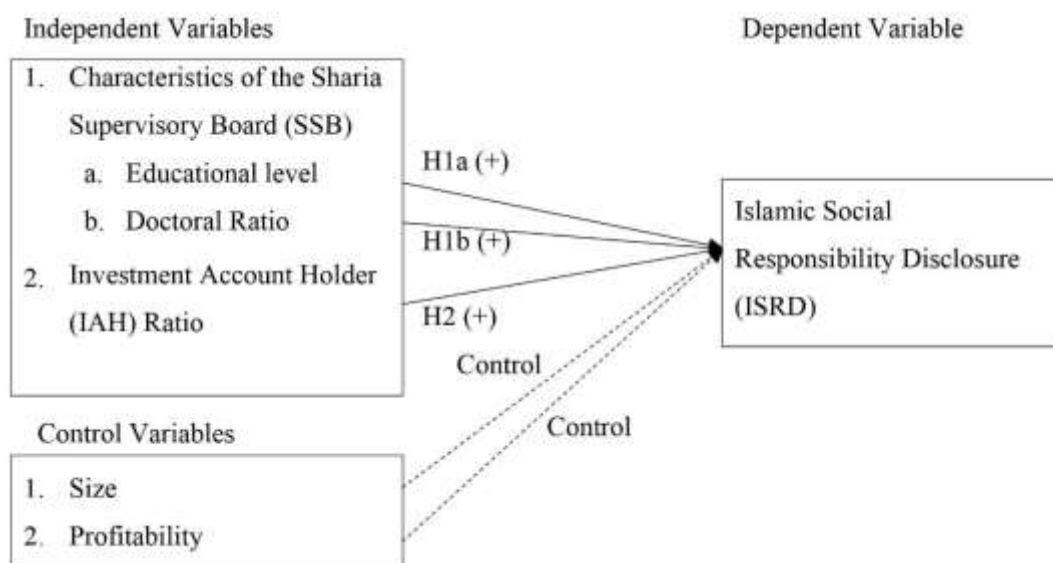 Independent Variables
1. Characteristics of the Sharia
Supervisory Board (SSB)
a. Educational level
b. Doctoral Ratio
2. Investment Account Holder
(IAH) Ratio
H1a (+)
H1b (+)
H2 (+)
Control
Control
Dependent Variable
Islamic Social
Responsibility Disclosure
(ISRD)
Control Variables
1. Size
2. Profitability